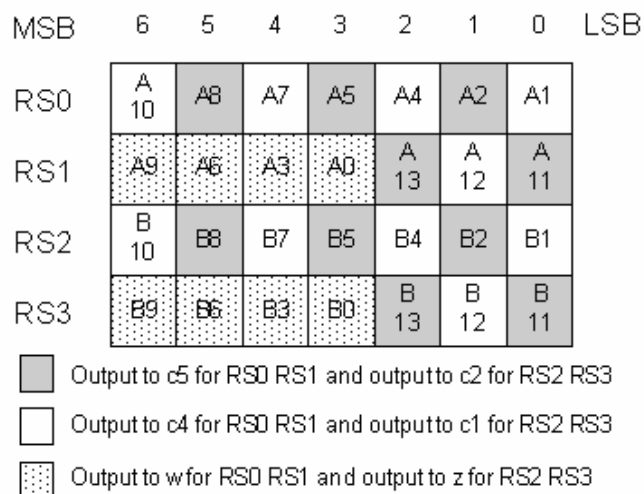 MSB 6 5 4 3 2 1 0 LSB
RS0 A 10 A8 A7 A5 A4 A2 A1
RS1 A9 A6 A3 A0 A 13 A 12 A 11
RS2 B 10 B8 B7 B5 B4 B2 B1
RS3 B9 B6 B3 B0 B 13 B 12 B 11
Output to c5 for RS0 RS1 and output to c2 for RS2 RS3
Output to c4 for RS0 RS1 and output to c1 for RS2 RS3
Output to w for RS0 RS1 and output to z for RS2 RS3